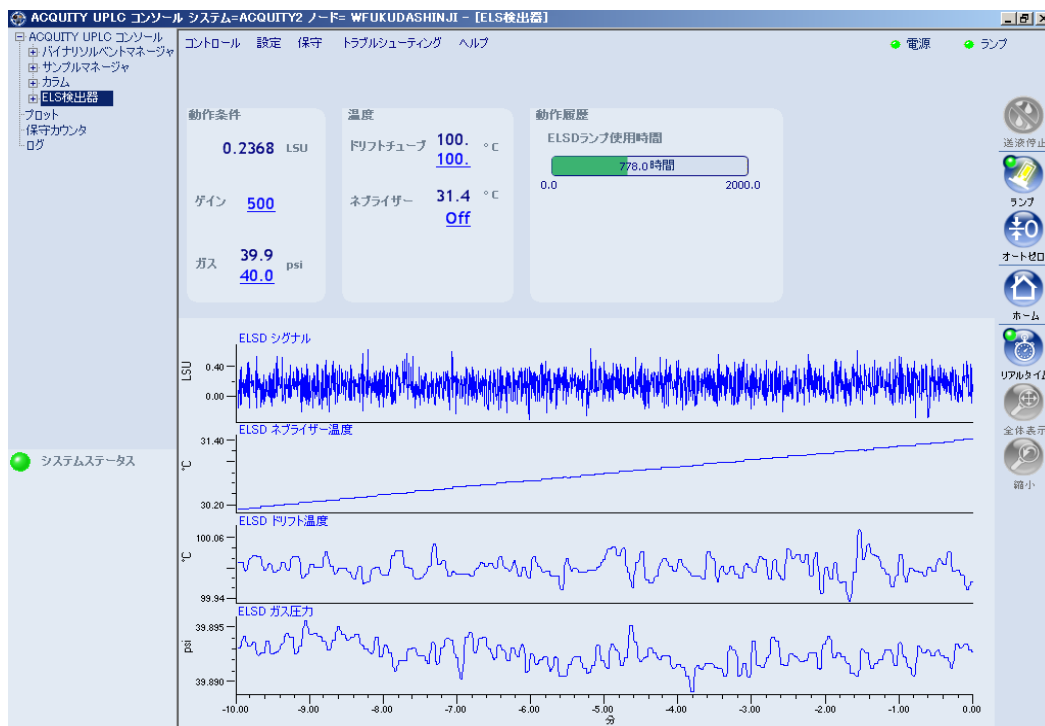 ACQUITY UPLC コンソール システム=ACQUITY2 ノード= ¥FUKUDASHINJI - [ELS検出器]
ACQUITY UPLC コンソール
バイナリソルベントマネージャ
サンプルマネージャ
カラム
ELS検出器
プロット
保守カウンタ
ログ
システムステータス
コントロール 設定 保守 トラブルシューティング ヘルプ
電源 ランプ
動作条件
0.2368 LSU
ゲイン 500
ガス 39.9 psi
40.0
温度
ドリフトチューブ 100. °C
100.
ネブライザー 31.4 °C
Off
動作履歴
ELSDランプ使用時間
778.0時間
0.0 2000.0
送液停止
ランプ
オートゼロ
ホーム
リアルタイム
全体表示
縮小
ELSD シグナル
LSU
0.40
0.00
ELSD ネブライザー温度
°C
31.40
30.20
ELSD ドリフト温度
°C
100.06
99.94
ELSD ガス圧力
psi
39.895
39.890
-10.00 -9.00 -8.00 -7.00 -6.00 -5.00 -4.00 -3.00 -2.00 -1.00 0.00
分